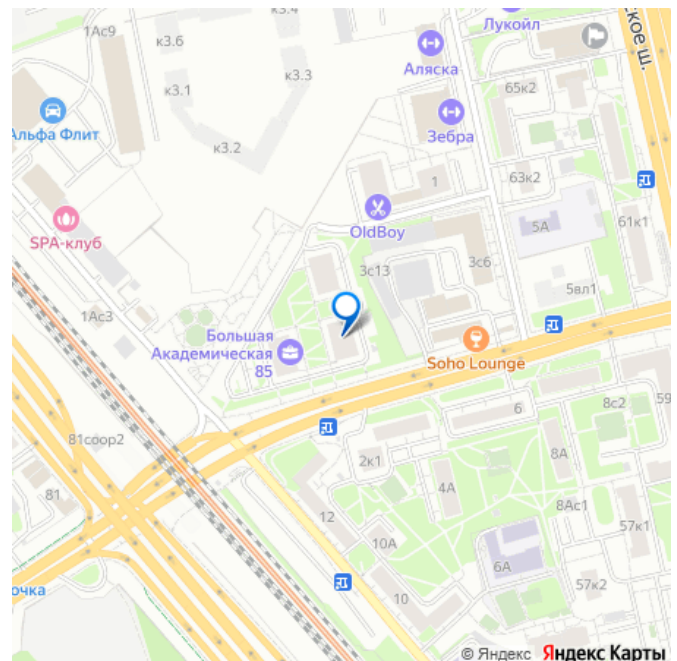 к3.4
1Ас9
Лукойл
ское ш.
к3.6
Аляска
к3.3
к3.1
65к2
Альфа Флит
Зебра
к3.2
1
63к2
OldBoy
5А
61к1
SPA-клуб
3с13
3с6
5вл1
1Ас3
Большая
Академическая
85
Soho Lounge
59
6
8с2
81соор2
2к1
8А
4А
81
12
8Ас1
57к1
10А
6А
57к2
очка
10
© Яндекс Яндекс Карты